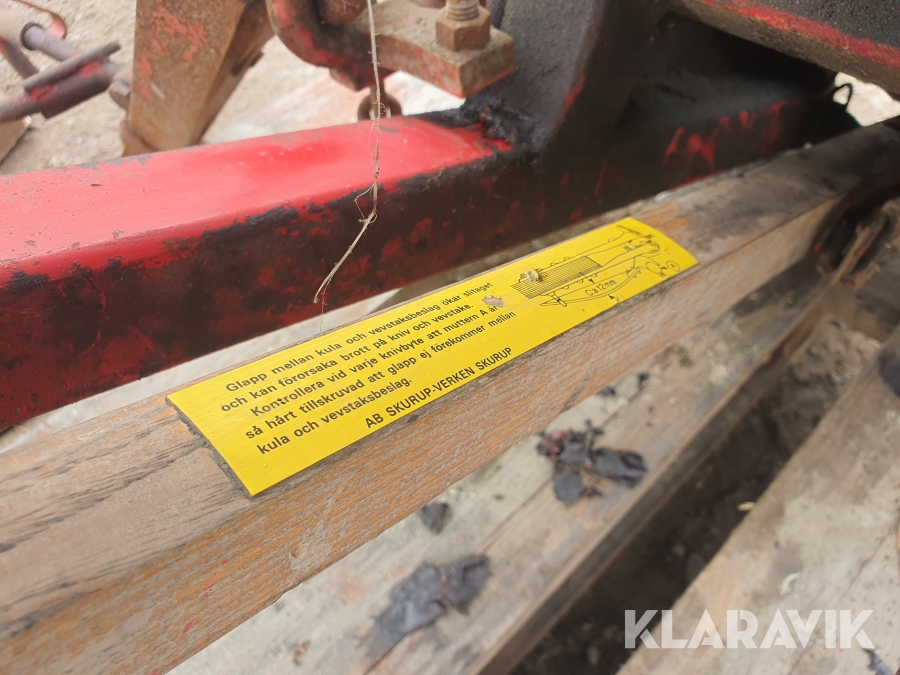 Glapp mellan kula och vevstaksbeslag ökar slitaget
och kan förorsaka brott på kniv och vevstake.
Kontrollera vid varje knivbyte att muttern A är
så hårt tillskruvad att glapp ej förekommer mellan
kula och vevstaksbeslag.
AB SKURUP-VERKEN SKURUP
Ca 12mm
A
KLARAVIK